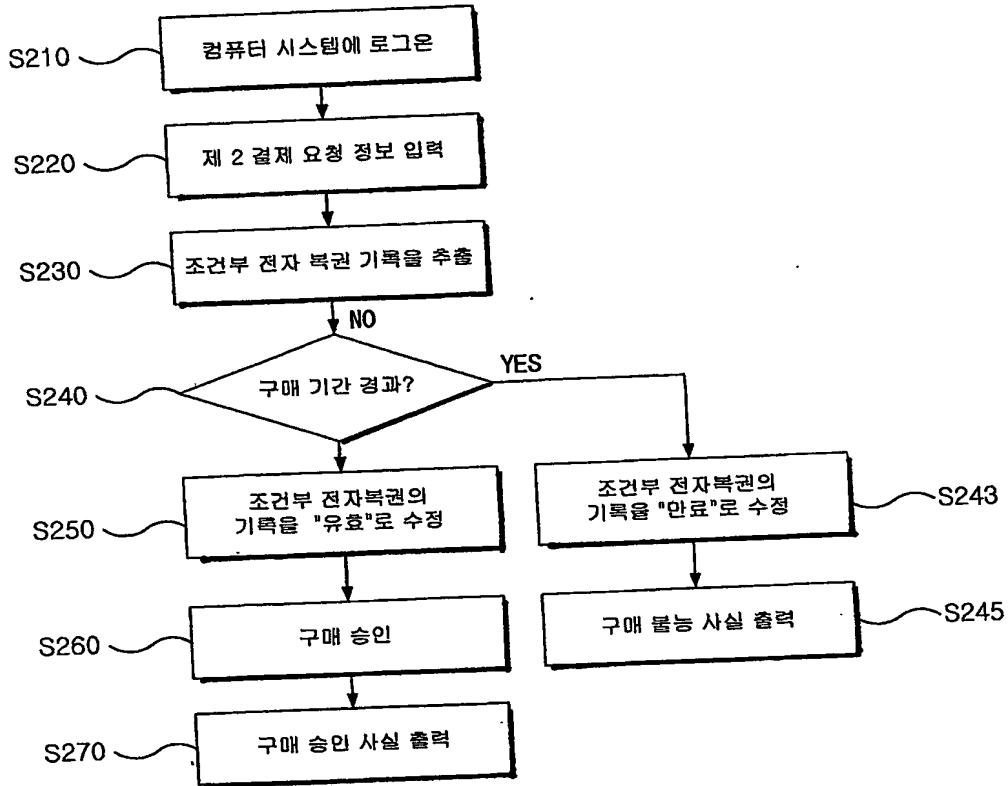 S210
컴퓨터 시스템에 로그온
S220
제 2 결제 요청 정보 입력
S230
조건부 전자 복권 기록을 추출
NO
S240
구매 기간 경과?
YES
S250
조건부 전자복권의
기록을 "유효"로 수정
조건부 전자복권의
기록을 "만료"로 수정
S243
S260
구매 승인
구매 불능 사실 출력
S245
S270
구매 승인 사실 출력